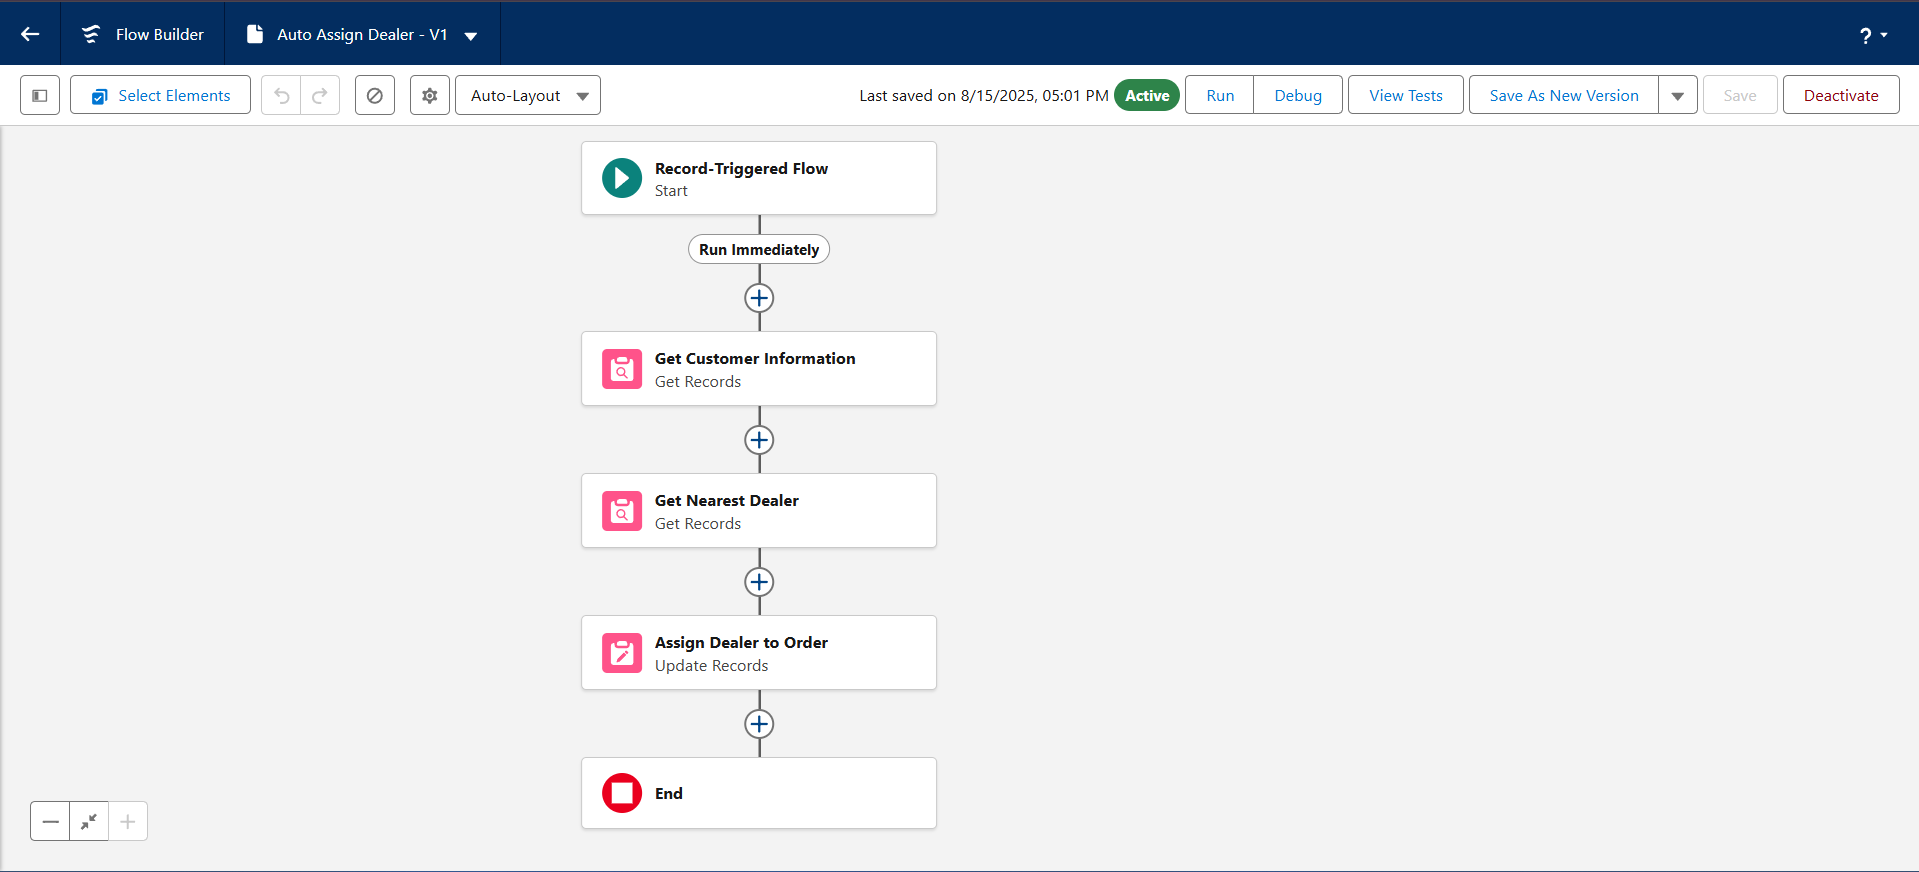 Flow Builder
Auto Assign Dealer - V1
?
Select Elements
Auto-Layout
Last saved on 8/15/2025, 05:01 PM
Active
Run
Debug
View Tests
Save As New Version
Save
Deactivate
Record-Triggered Flow
Start
Run Immediately
Get Customer Information
Get Records
Get Nearest Dealer
Get Records
Assign Dealer to Order
Update Records
End